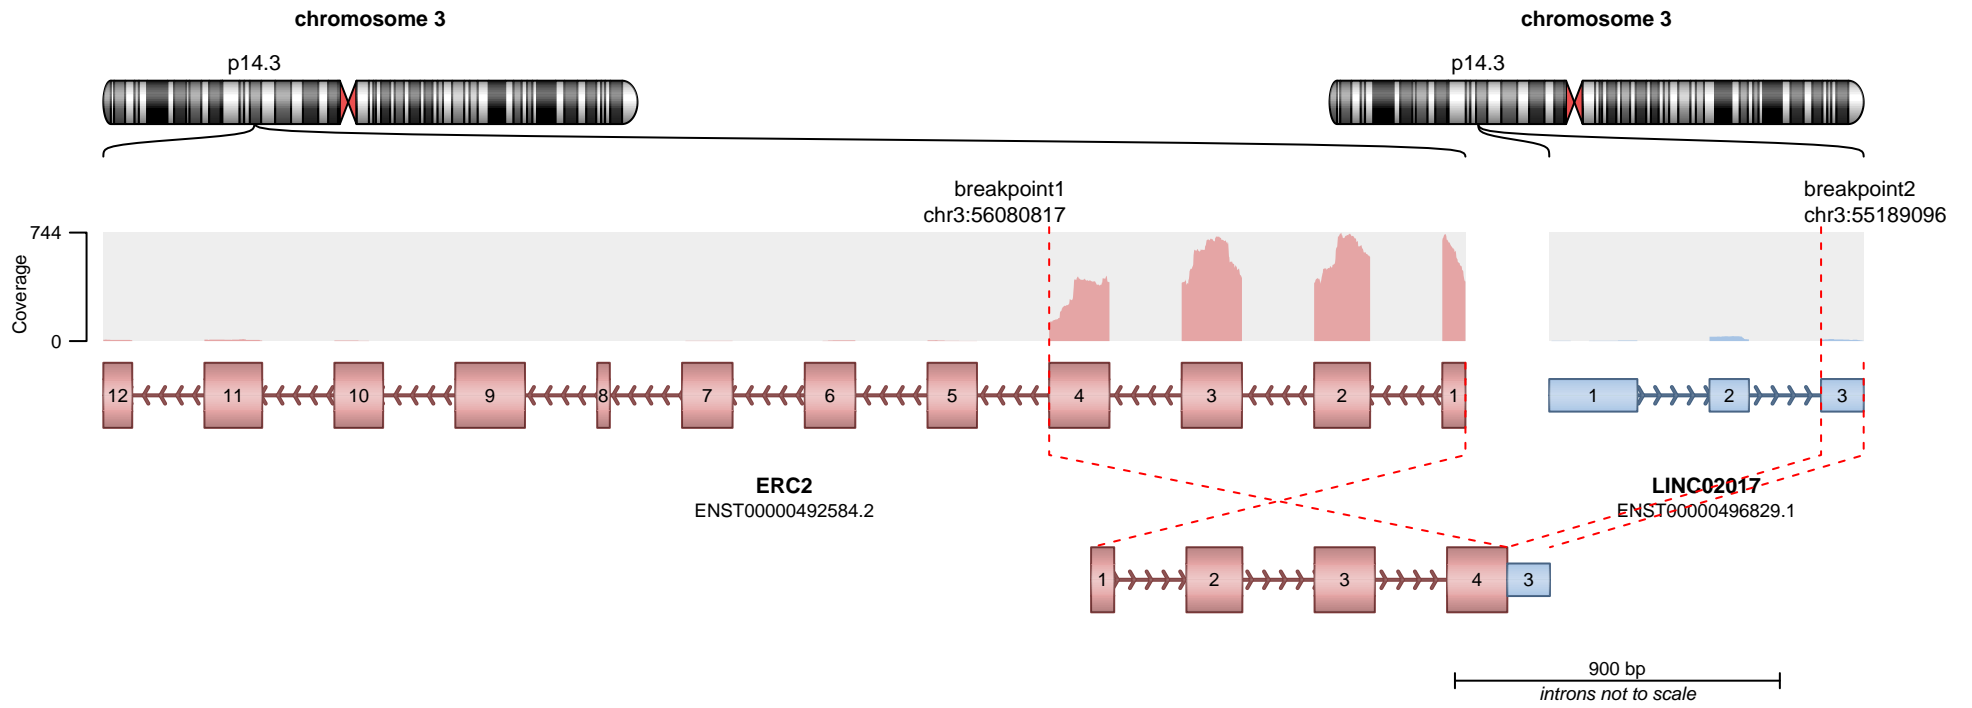 chromosome 3
chromosome 3
p14.3
p14.3
breakpoint1
chr3:56080817
breakpoint2
chr3:55189096
744
Coverage
0
12 11 10 9 8 7 6 5 4 3 2 1
1 2 3
ERC2
ENST00000492584.2
LINC02017
ENST00000496829.1
1 2 3 4 3
900 bp
introns not to scale